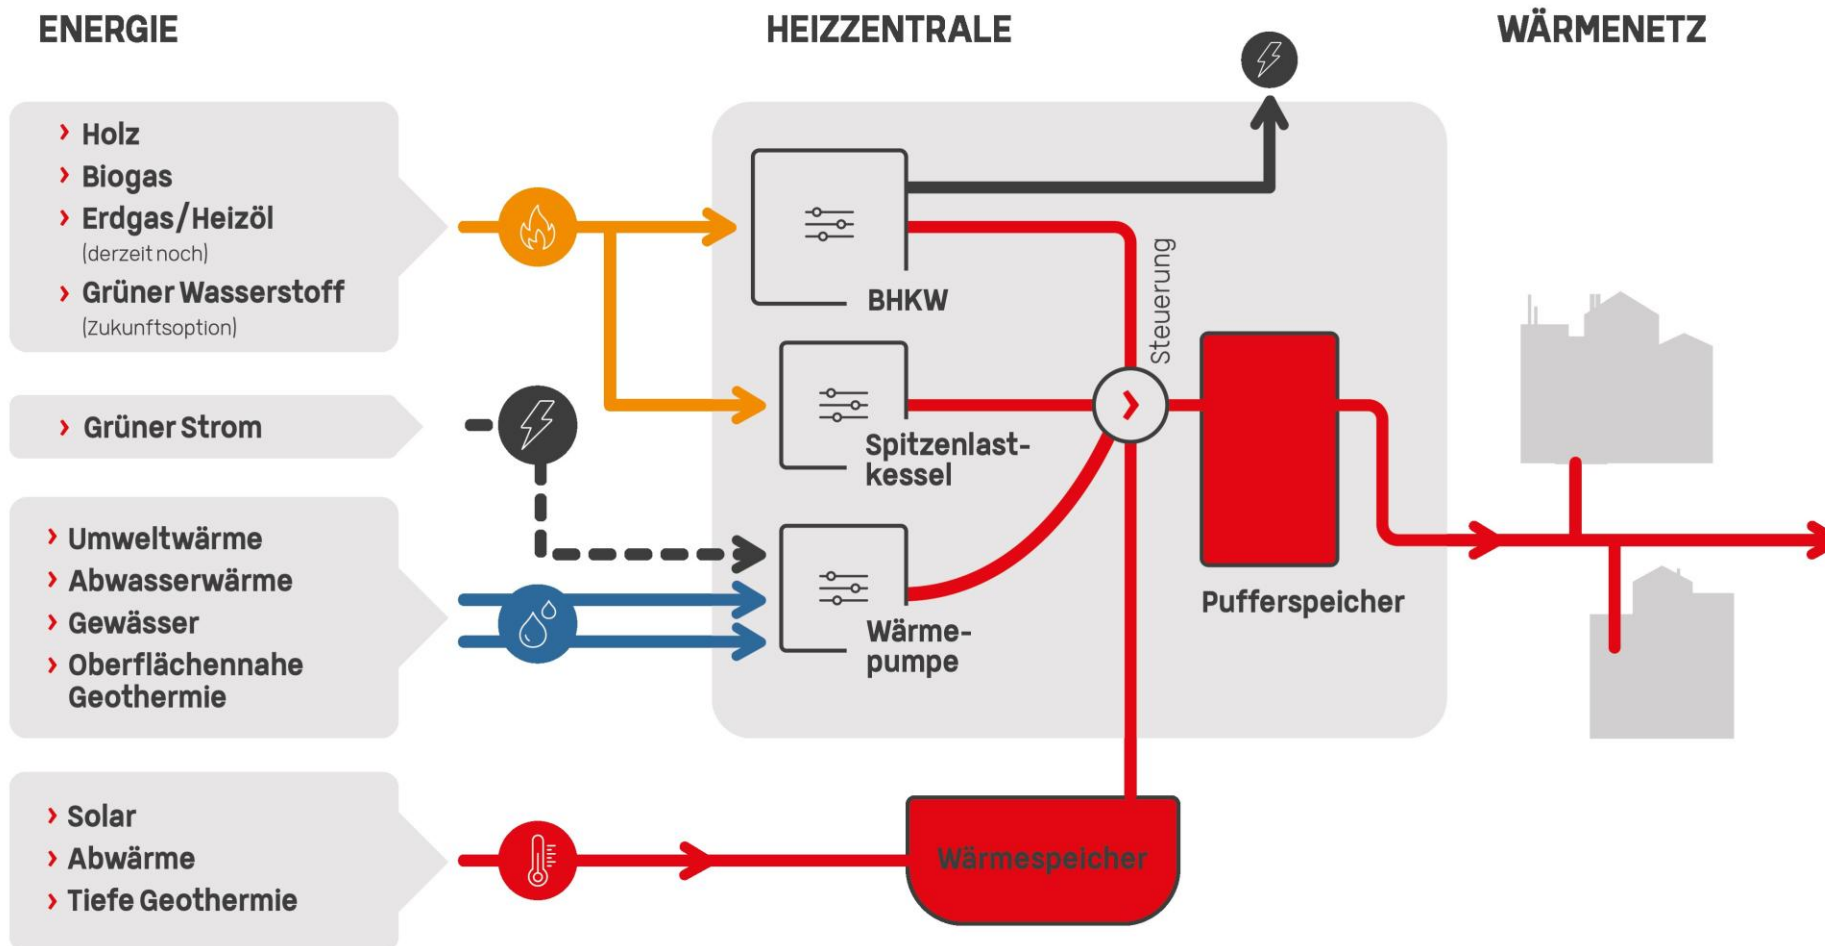 ENERGIE
HEIZZENTRALE
WÄRMENETZ
Holz
Biogas
Erdgas/Heizöl
(derzeit noch)
Grüner Wasserstoff
(Zukunftsoption)
Grüner Strom
Umweltwärme
Abwasserwärme
Gewässer
Oberflächennahe
Geothermie
Solar
Abwärme
Tiefe Geothermie
BHKW
Spitzenlast-
kessel
Wärme-
pumpe
Steuerung
Pufferspeicher
Wärmespeicher